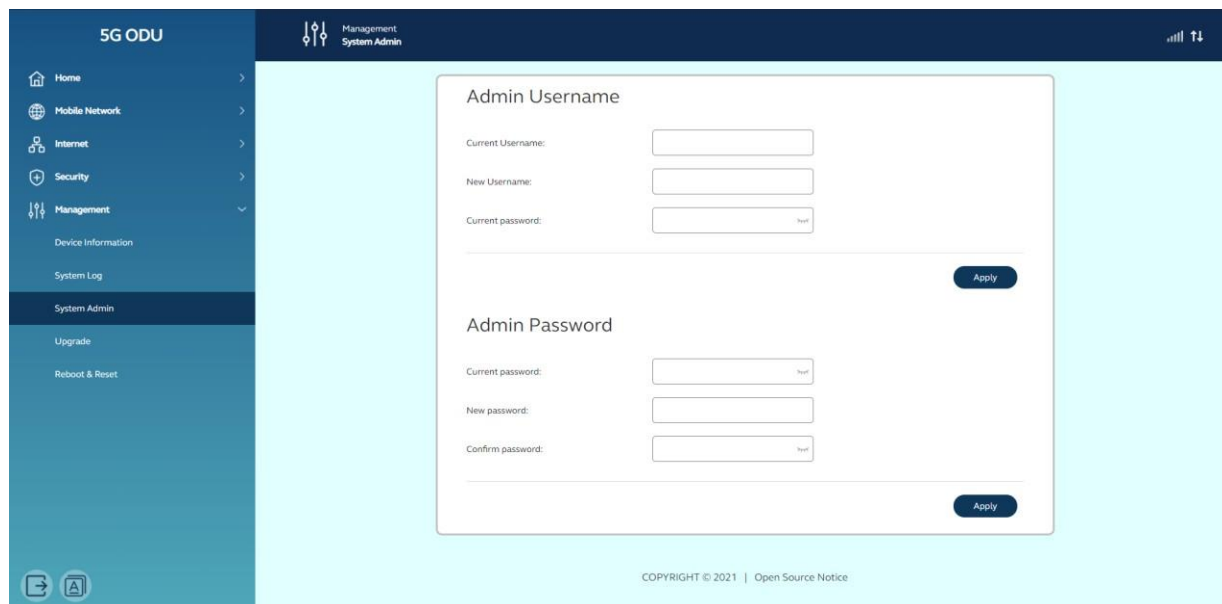 5G ODU
Home
Mobile Network
Internet
Security
Management
Device Information
System Log
System Admin
Upgrade
Reboot & Reset
Management
System Admin
Admin Username
Current Username:
New Username:
Current password:
Apply
Admin Password
Current password:
New password:
Confirm password:
Apply
COPYRIGHT © 2021 | Open Source Notice
A